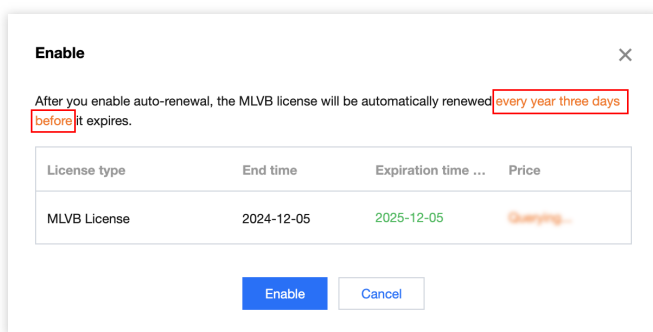 Enable
After you enable auto-renewal, the MLVB license will be automatically renewed every year three days
before it expires.
License type End time Expiration time ... Price
MLVB License 2024-12-05 2025-12-05 Querying...
Enable Cancel